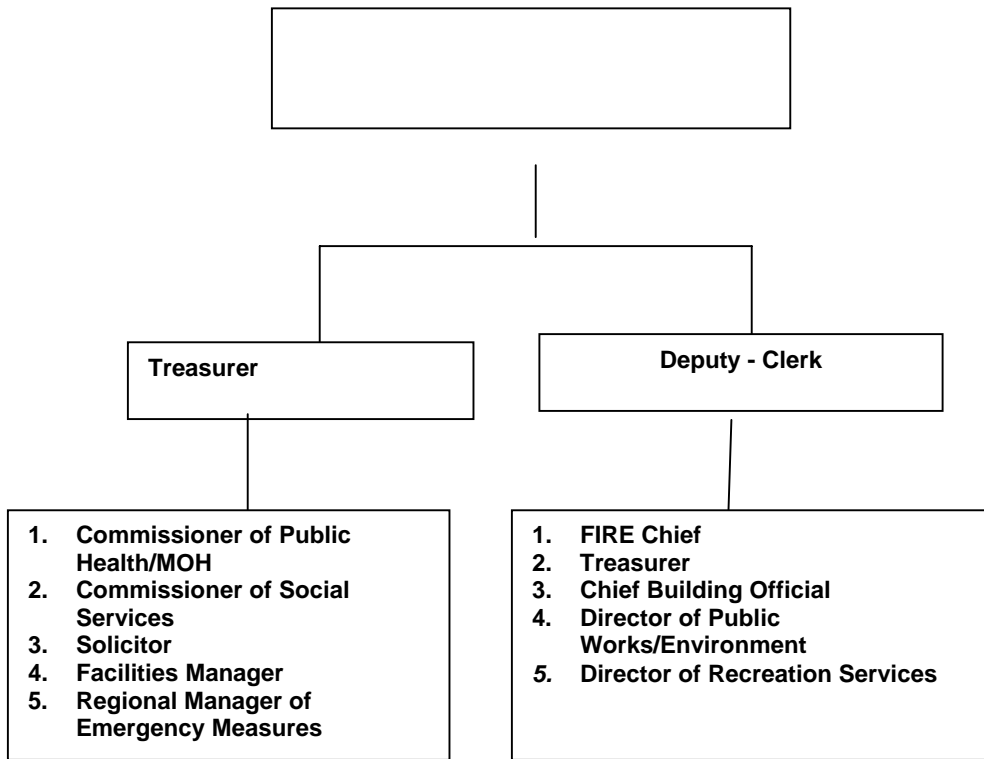 Treasurer
Deputy - Clerk
1. Commissioner of Public
Health/MOH
2. Commissioner of Social
Services
3. Solicitor
4. Facilities Manager
5. Regional Manager of
Emergency Measures
1. FIRE Chief
2. Treasurer
3. Chief Building Official
4. Director of Public
Works/Environment
5. Director of Recreation Services